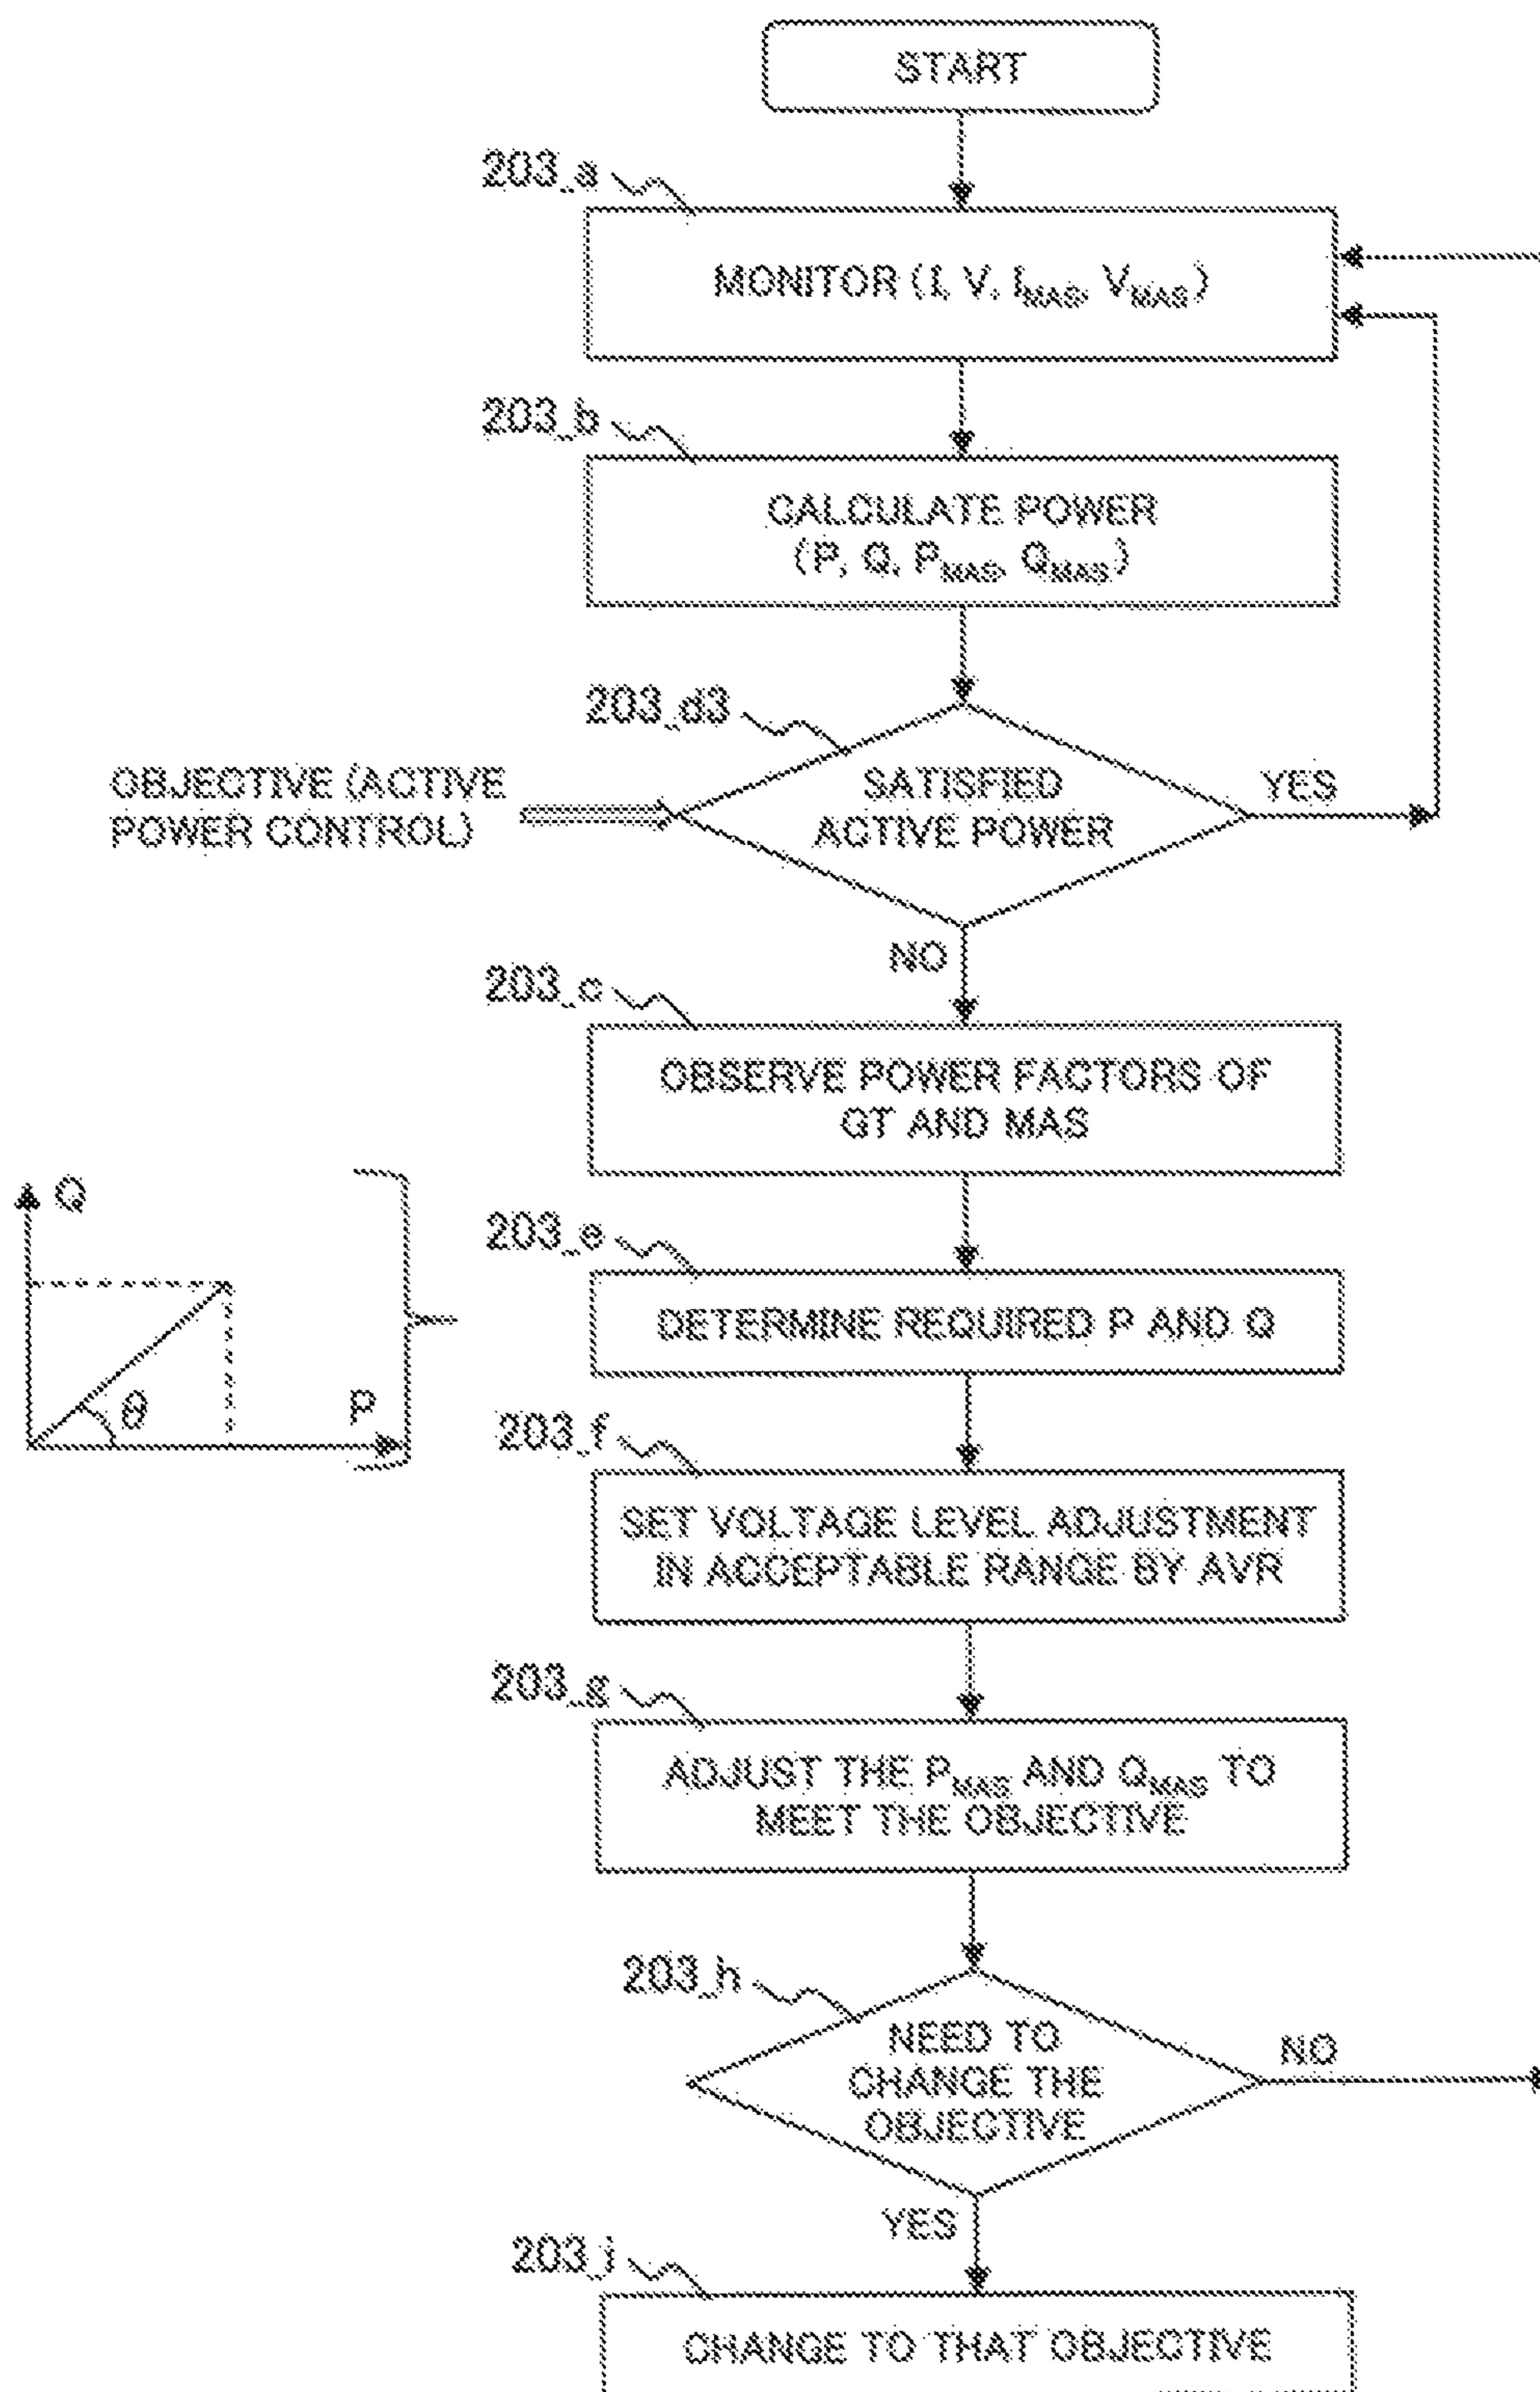 START
203_a
MONITOR (I, V, I_MAS, V_MAS)
203_b
CALCULATE POWER
(P, Q, P_MAS, Q_MAS)
203_d3
OBJECTIVE (ACTIVE
POWER CONTROL)
SATISFIED
ACTIVE POWER
YES
NO
203_c
OBSERVE POWER FACTORS OF
GT AND MAS
Q
θ
P
203_e
DETERMINE REQUIRED P AND Q
203_f
SET VOLTAGE LEVEL ADJUSTMENT
IN ACCEPTABLE RANGE BY AVR
203_g
ADJUST THE P_MAS AND Q_MAS TO
MEET THE OBJECTIVE
203_h
NEED TO
CHANGE THE
OBJECTIVE
NO
YES
203_j
CHANGE TO THAT OBJECTIVE